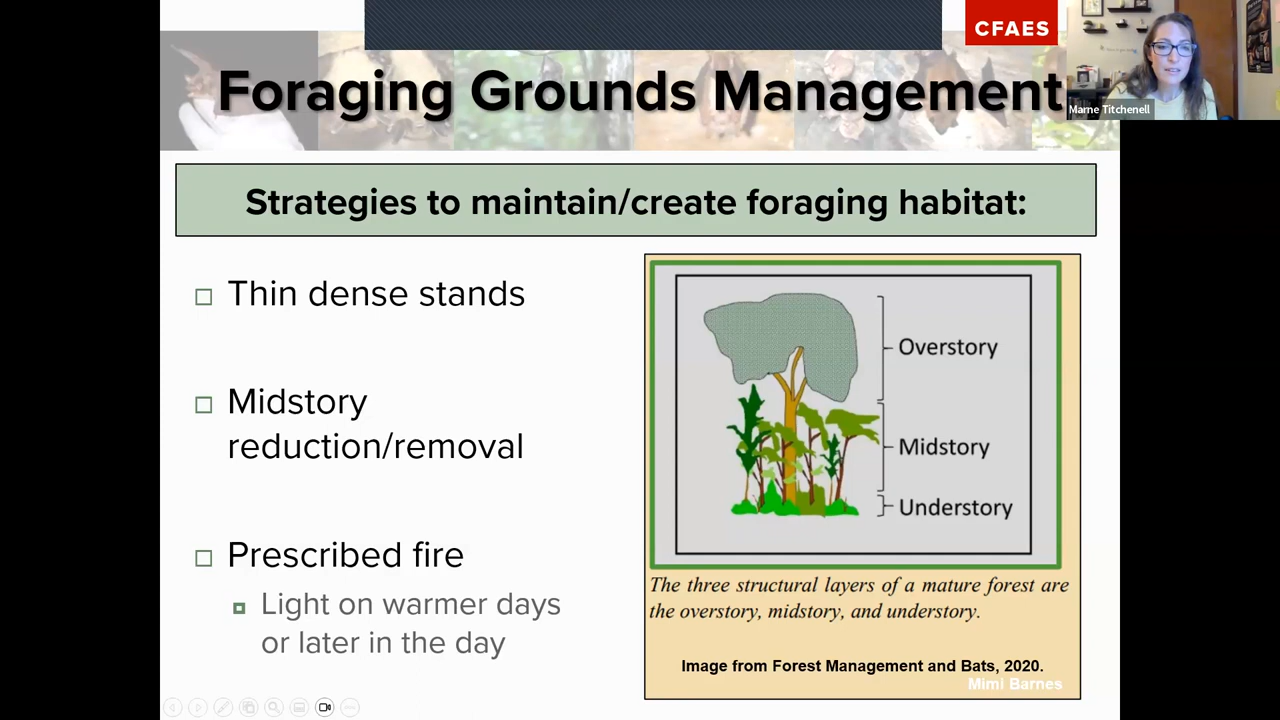 CFAES
Foraging Grounds Management
Marne Titchenell
Strategies to maintain/create foraging habitat:
Thin dense stands
Midstory
reduction/removal
Prescribed fire
Light on warmer days
or later in the day
Overstory
Midstory
Understory
The three structural layers of a mature forest are
the overstory, midstory, and understory.
Image from Forest Management and Bats, 2020.
Mimi Barnes